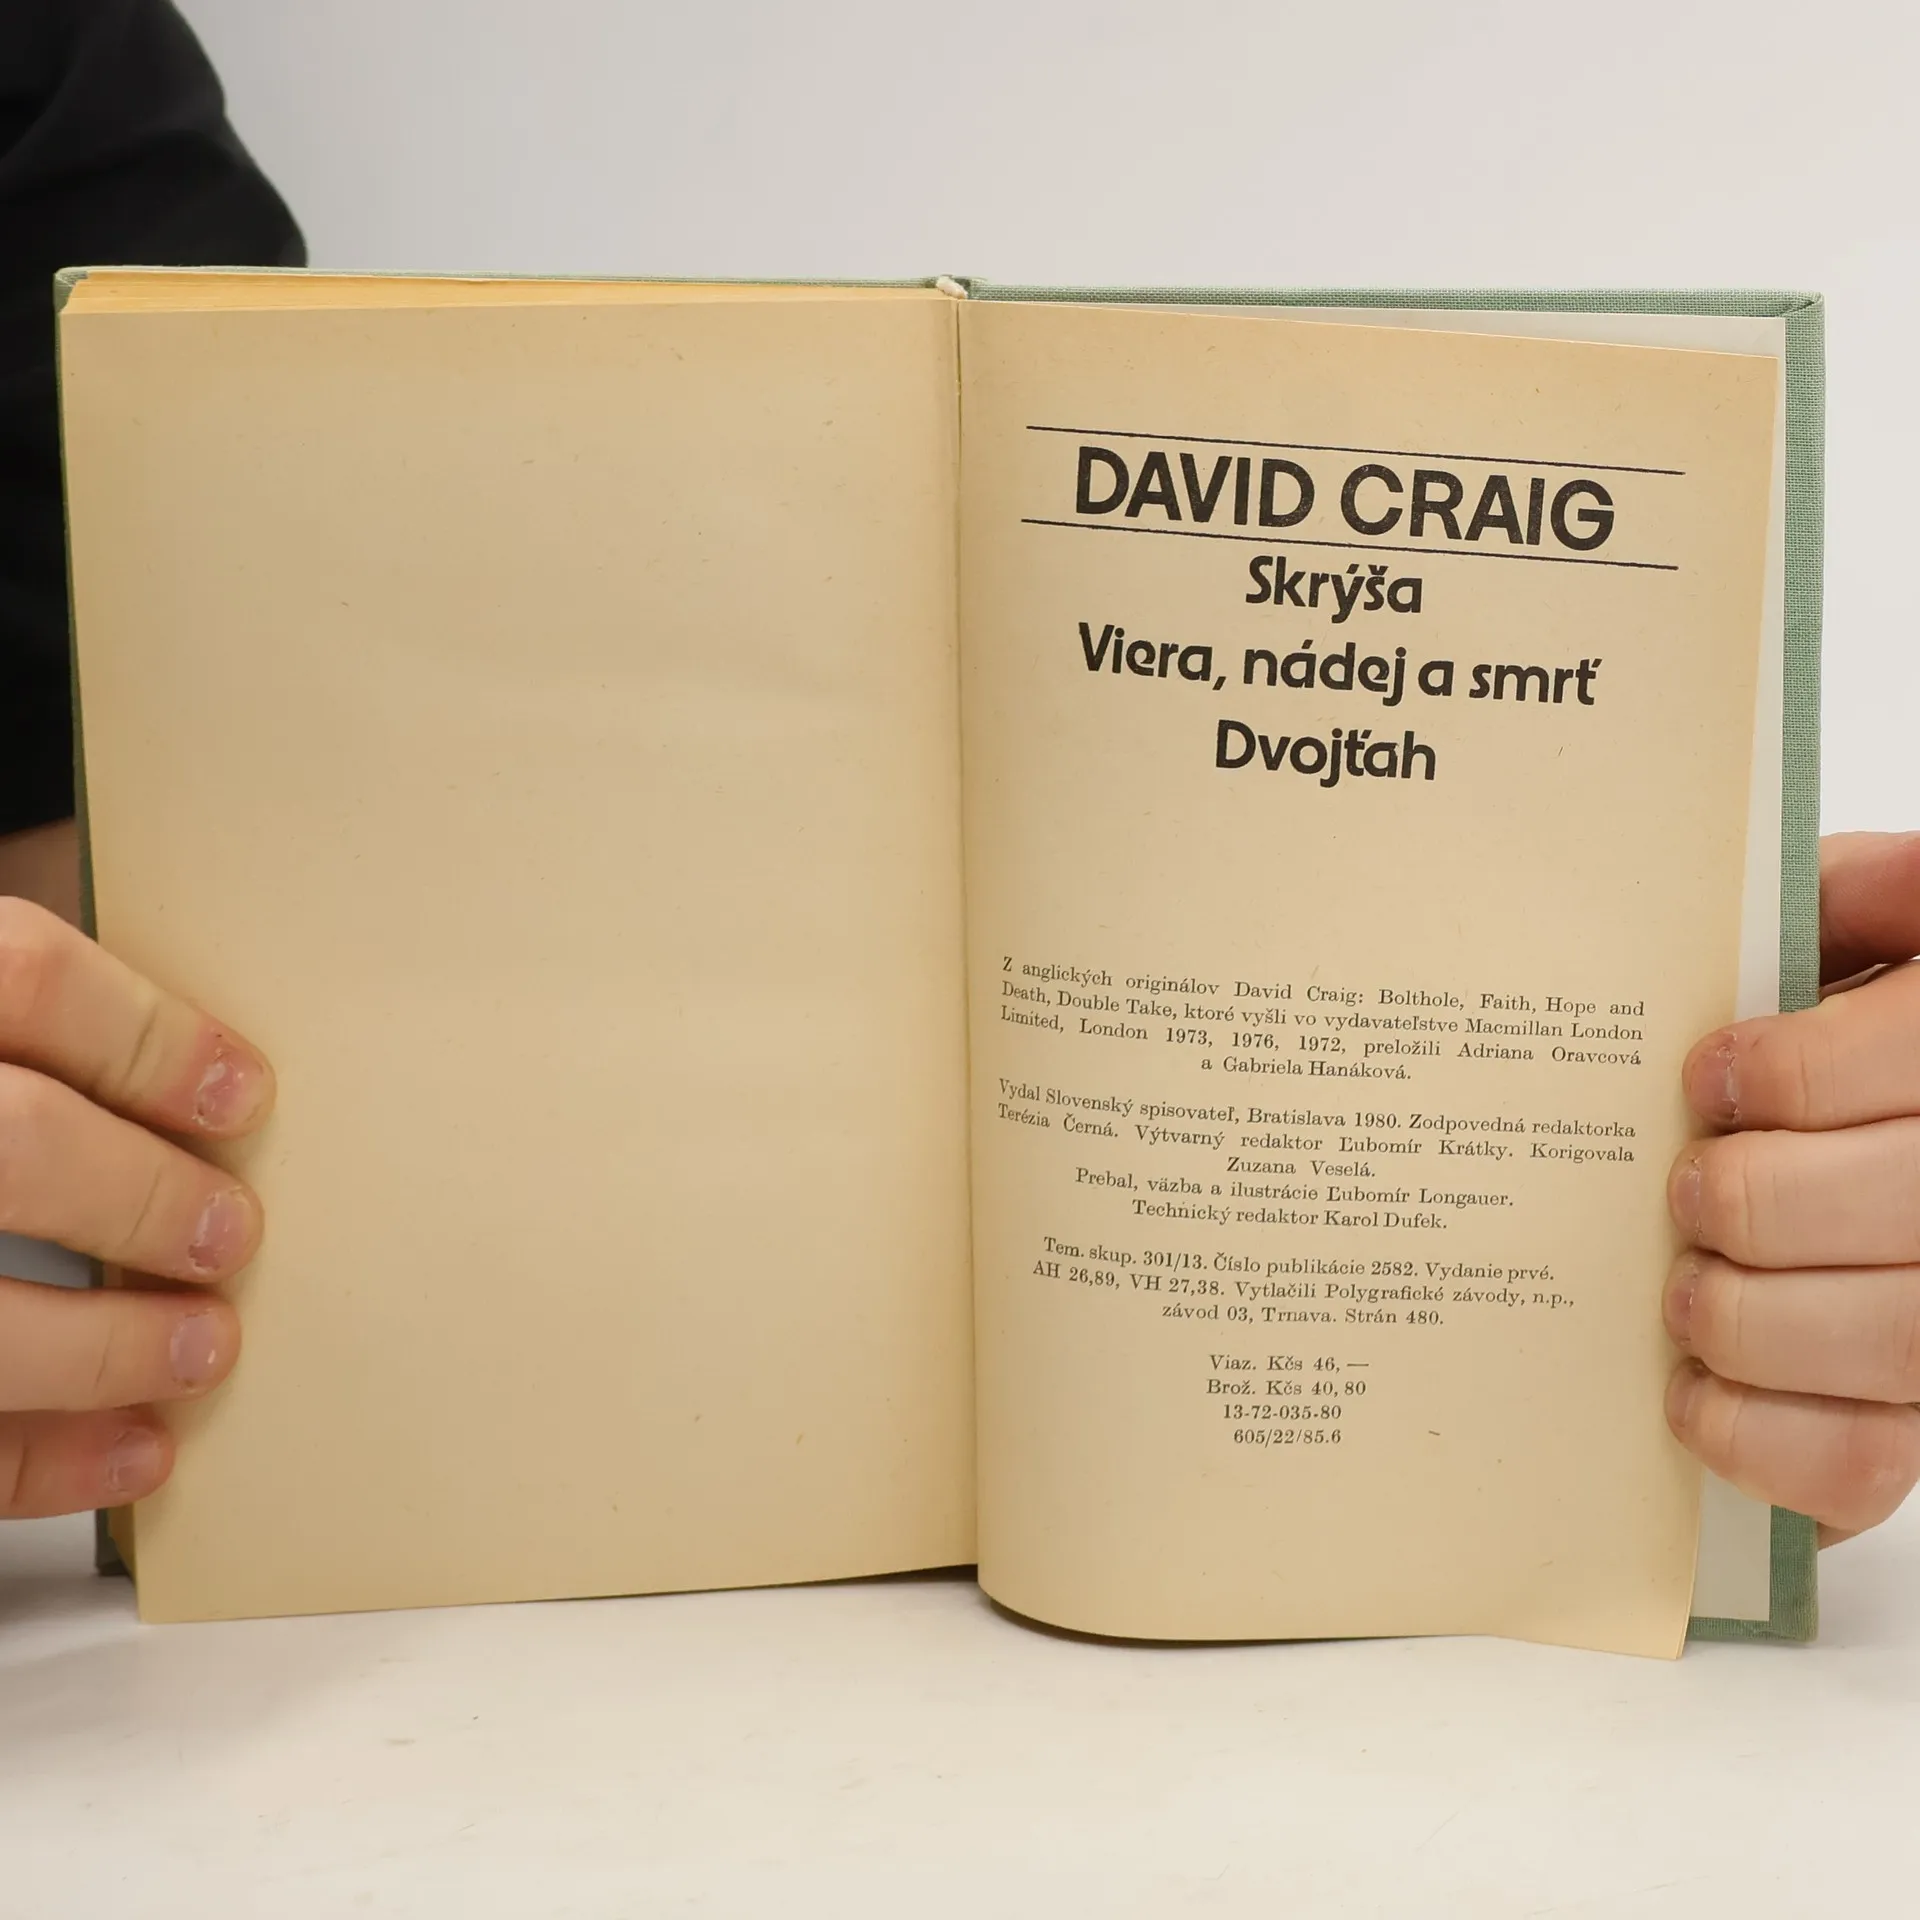 DAVID CRAIG
Skrýša
Viera, nádej a smrť
Dvojťah
Z anglických originálov David Craig: Bolthole, Faith, Hope and
Death, Double Take, ktoré vyšli vo vydavateľstve Macmillan London
Limited, London 1973, 1976, 1972, preložili Adriana Oravcová
a Gabriela Hanáková.
Vydal Slovenský spisovateľ, Bratislava 1980. Zodpovedná redaktorka
Terézia Černá. Výtvarný redaktor Ľubomír Krátky. Korigovala
Zuzana Veselá.
Prebal, väzba a ilustrácie Ľubomír Longauer.
Technický redaktor Karol Dufek.
Tem. skup. 301/13. Číslo publikácie 2582. Vydanie prvé.
AH 26,89, VH 27,38. Vytlačili Polygrafické závody, n.p.,
závod 03, Trnava. Strán 480.
Viaz. Kčs 46,—
Brož. Kčs 40,80
13-72-035-80
605/22/85.6